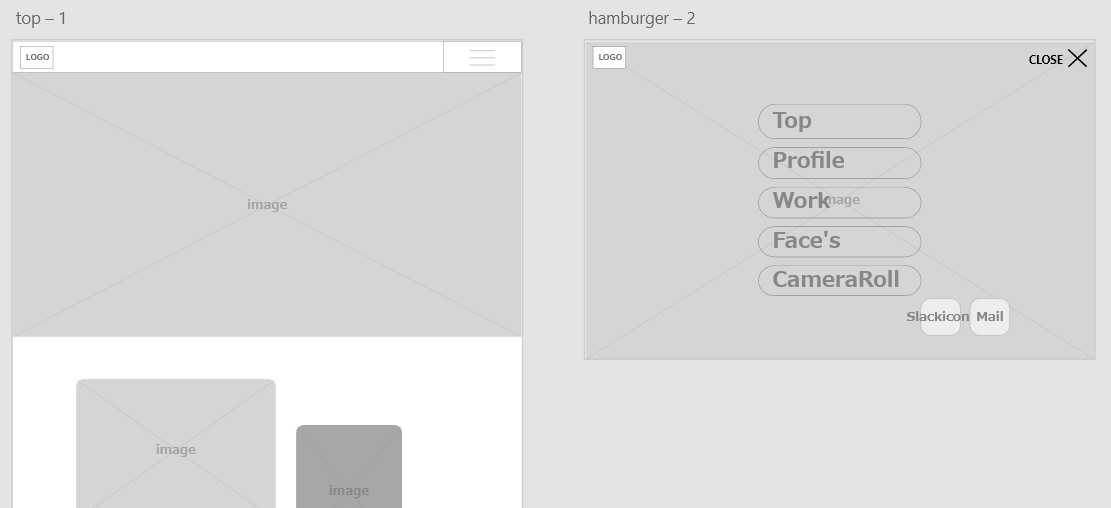 top – 1
LOGO
image
image
image
hamburger – 2
LOGO
CLOSE
Top
Profile
Work
image
Face's
CameraRoll
Slackicon
Mail